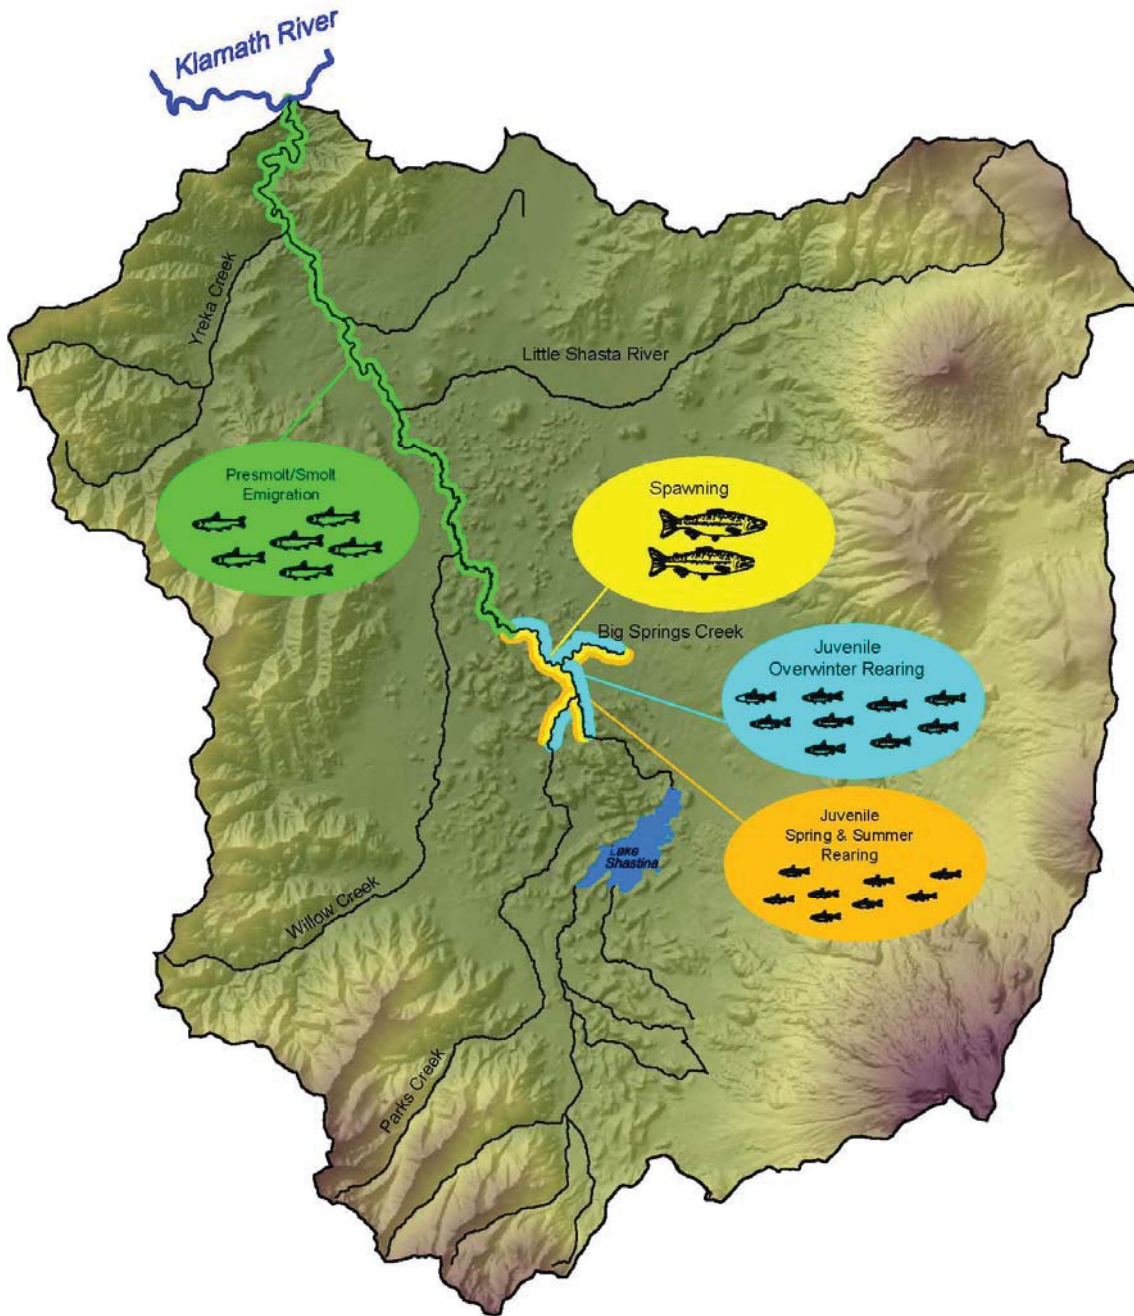 Klamath River
Yreka Creek
Little Shasta River
Presmolt/Smolt
Emigration
Spawning
Big Springs Creek
Juvenile
Overwinter Rearing
Juvenile
Spring & Summer
Rearing
Lake
Shastina
Willow Creek
Parks Creek